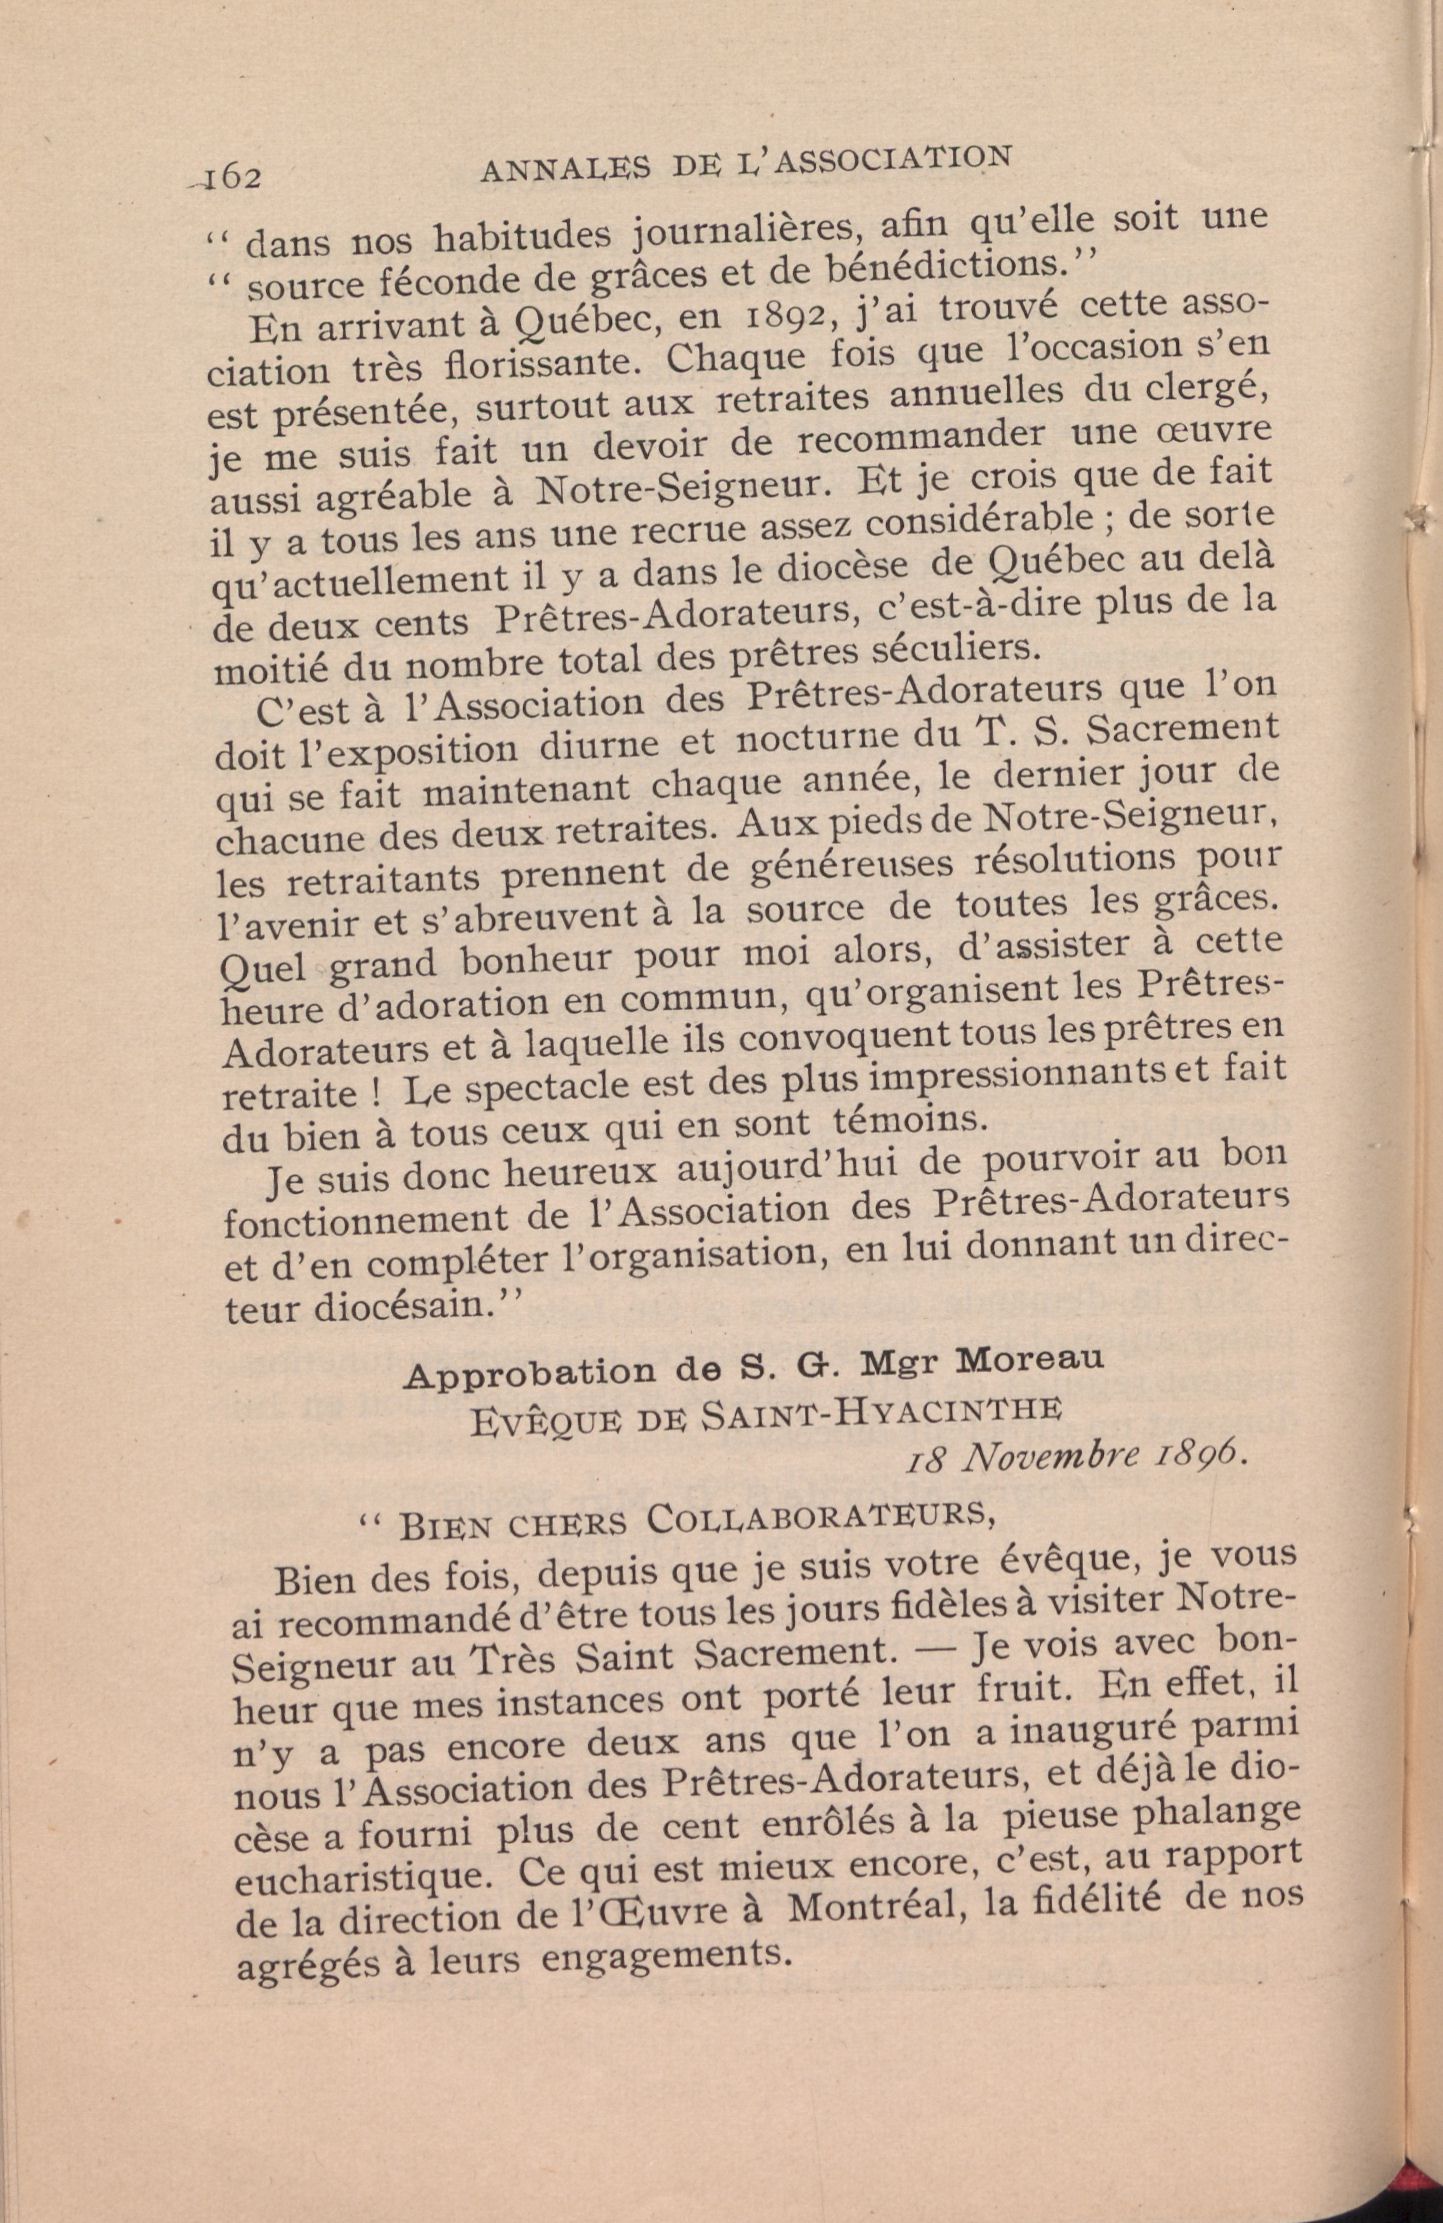 162
ANNALES DE L'ASSOCIATION
“ dans nos habitudes journalières, afin qu'elle soit une
“ source féconde de grâces et de bénédictions.”
En arrivant à Québec, en 1892, j'ai trouvé cette asso-
ciation très florissante. Chaque fois que l'occasion s'en
est présentée, surtout aux retraites annuelles du clergé,
je me suis fait un devoir de recommander une œuvre
aussi agréable à Notre-Seigneur. Et je crois que de fait
il y a tous les ans une recrue assez considérable ; de sorte
qu'actuellement il y a dans le diocèse de Québec au delà
de deux cents Prêtres-Adorateurs, c'est-à-dire plus de la
moitié du nombre total des prêtres séculiers.
C'est à l'Association des Prêtres-Adorateurs que l'on
doit l'exposition diurne et nocturne du T. S. Sacrement
qui se fait maintenant chaque année, le dernier jour de
chacune des deux retraites. Aux pieds de Notre-Seigneur,
les retraitants prennent de généreuses résolutions pour
l'avenir et s'abreuvent à la source de toutes les grâces.
Quel grand bonheur pour moi alors, d'assister à cette
heure d'adoration en commun, qu'organisent les Prêtres-
Adorateurs et à laquelle ils convoquent tous les prêtres en
retraite ! Le spectacle est des plus impressionnants et fait
du bien à tous ceux qui en sont témoins.
Je suis donc heureux aujourd'hui de pourvoir au bon
fonctionnement de l'Association des Prêtres-Adorateurs
et d'en compléter l'organisation, en lui donnant un direc-
teur diocésain.”
Approbation de S. G. Mgr Moreau
EVÊQUE DE SAINT-HYACINTHE
18 Novembre 1896.
“ BIEN CHERS COLLABORATEURS,
Bien des fois, depuis que je suis votre évêque, je vous
ai recommandé d'être tous les jours fidèles à visiter Notre-
Seigneur au Très Saint Sacrement. — Je vois avec bon-
heur que mes instances ont porté leur fruit. En effet, il
n'y a pas encore deux ans que l'on a inauguré parmi
nous l'Association des Prêtres-Adorateurs, et déjà le dio-
cèse a fourni plus de cent enrôlés à la pieuse phalange
eucharistique. Ce qui est mieux encore, c'est, au rapport
de la direction de l'Œuvre à Montréal, la fidélité de nos
agrégés à leurs engagements.